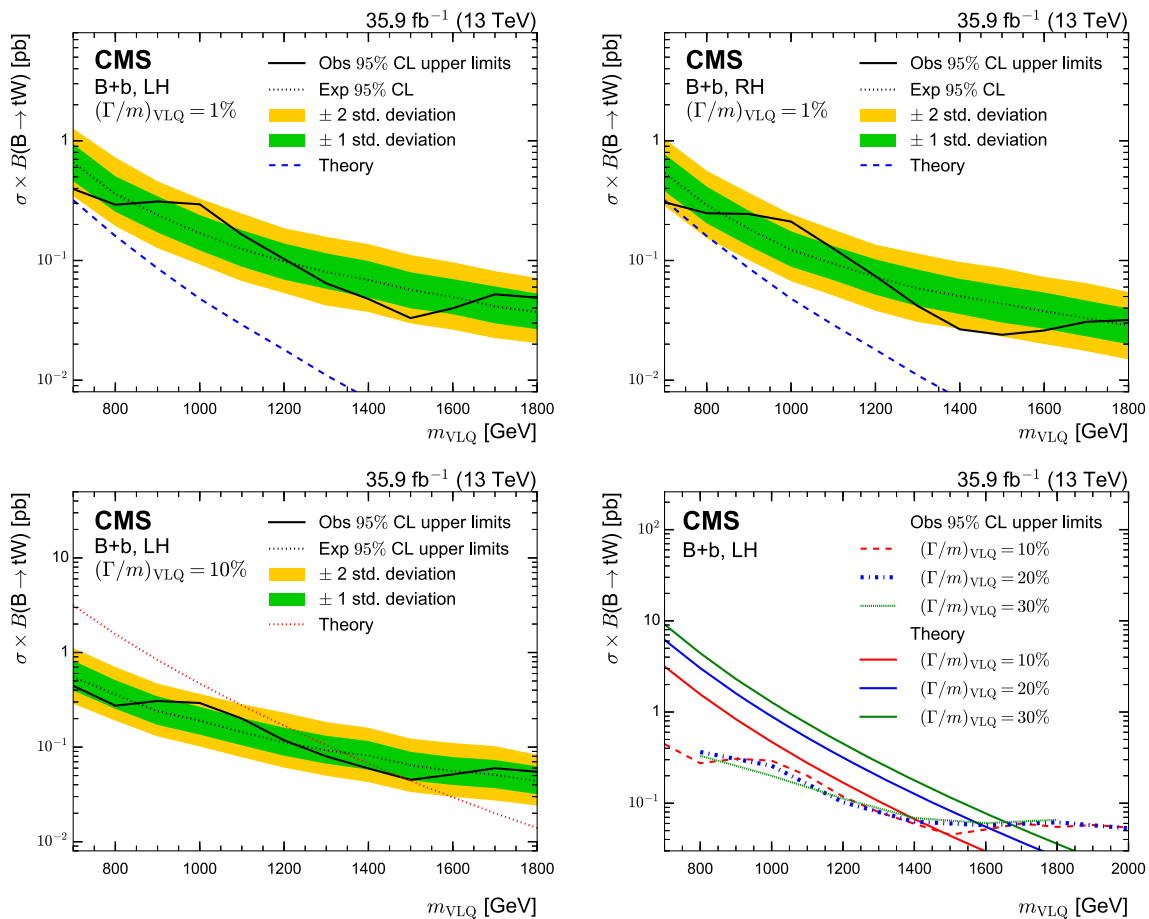 35.9 fb⁻¹ (13 TeV)
CMS
B+b, LH
(Γ/m)VLQ = 1%
Obs 95% CL upper limits
Exp 95% CL
± 2 std. deviation
± 1 std. deviation
Theory
σ × B(B → tW) [pb]
1
10⁻¹
10⁻²
800 1000 1200 1400 1600 1800
mVLQ [GeV]
35.9 fb⁻¹ (13 TeV)
CMS
B+b, RH
(Γ/m)VLQ = 1%
Obs 95% CL upper limits
Exp 95% CL
± 2 std. deviation
± 1 std. deviation
Theory
σ × B(B → tW) [pb]
1
10⁻¹
10⁻²
800 1000 1200 1400 1600 1800
mVLQ [GeV]
35.9 fb⁻¹ (13 TeV)
CMS
B+b, LH
(Γ/m)VLQ = 10%
Obs 95% CL upper limits
Exp 95% CL upper limits
± 2 std. deviation
± 1 std. deviation
Theory
σ × B(B → tW) [pb]
10
1
10⁻¹
10⁻²
800 1000 1200 1400 1600 1800
mVLQ [GeV]
35.9 fb⁻¹ (13 TeV)
CMS
B+b, LH
Obs 95% CL upper limits
(Γ/m)VLQ = 10%
(Γ/m)VLQ = 20%
(Γ/m)VLQ = 30%
Theory
(Γ/m)VLQ = 10%
(Γ/m)VLQ = 20%
(Γ/m)VLQ = 30%
σ × B(B → tW) [pb]
10²
10
1
10⁻¹
800 1000 1200 1400 1600 1800 2000
mVLQ [GeV]